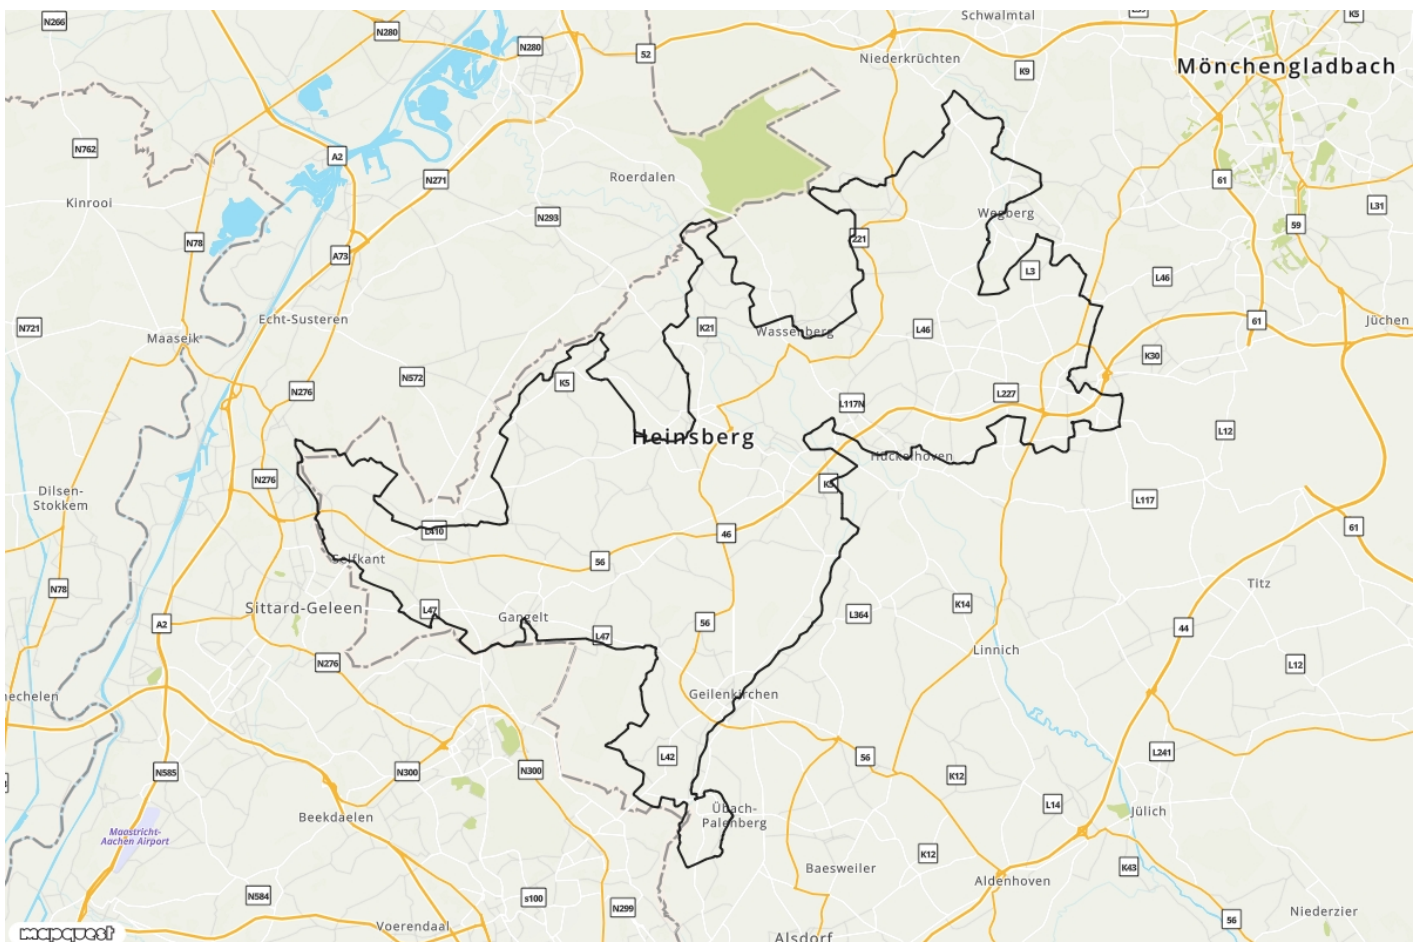 N266
N280
N280
52
Schwalmtal
K5
Niederkrüchten
K9
Mönchengladbach
N762
A2
N271
Roerdalen
61
Kinrooi
N293
Wegberg
L31
59
N78
A73
221
L3
L46
N721
Maaseik
Echt-Susteren
K21
Wassenberg
L46
61
Jüchen
K30
N572
K5
N276
L117N
L227
Heinsberg
L12
Hückelhoven
N276
Dilsen-
Stokkem
L117
L410
46
61
Selfkant
56
N78
Titz
Sittard-Geleen
L47
Gangelt
56
L364
K14
44
A2
L47
N276
Linnich
L12
Geilenkirchen
N585
N300
N300
L42
56
K12
L241
Maastricht-
Aachen Airport
Beekdaelen
Übach-
Palenberg
L14
Jülich
Baesweiler
K12
K43
Aldenhoven
N584
s100
N299
56
Niederzier
Voerendaal
Alsdorf
mapquest